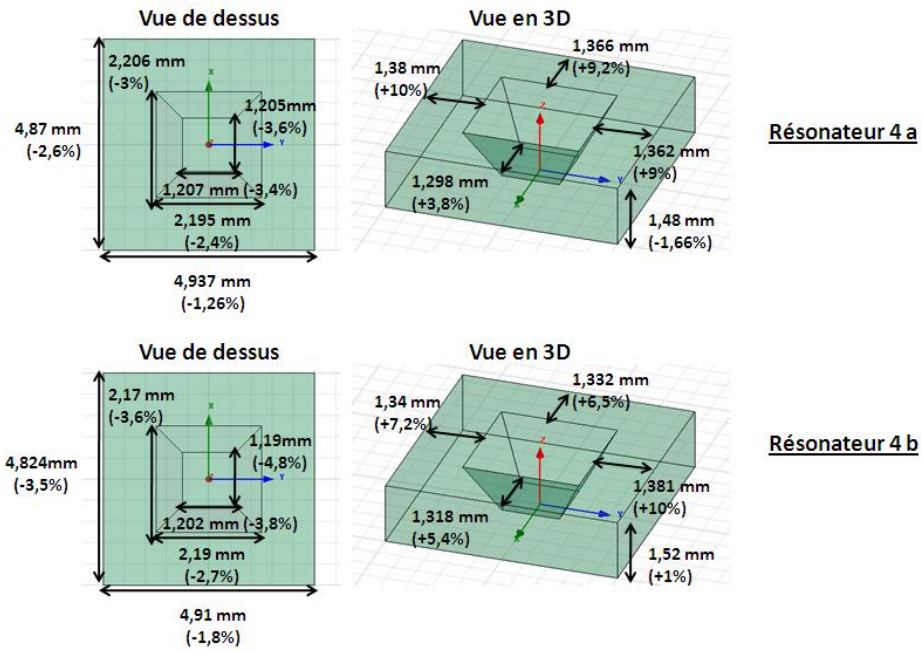 Vue de dessus
Vue en 3D
2,206 mm
(-3%)
1,205mm
(-3,6%)
4,87 mm
(-2,6%)
X
Y
1,207 mm (-3,4%)
2,195 mm
(-2,4%)
4,937 mm
(-1,26%)
1,366 mm
(+9,2%)
1,38 mm
(+10%)
Z
1,362 mm
(+9%)
Y
X
1,298 mm
(+3,8%)
1,48 mm
(-1,66%)
Résonateur 4 a
Vue de dessus
Vue en 3D
2,17 mm
(-3,6%)
1,19mm
(-4,8%)
4,824mm
(-3,5%)
X
Y
1,202 mm (-3,8%)
2,19 mm
(-2,7%)
4,91 mm
(-1,8%)
1,332 mm
(+6,5%)
1,34 mm
(+7,2%)
Z
1,381 mm
(+10%)
Y
X
1,318 mm
(+5,4%)
1,52 mm
(+1%)
Résonateur 4 b